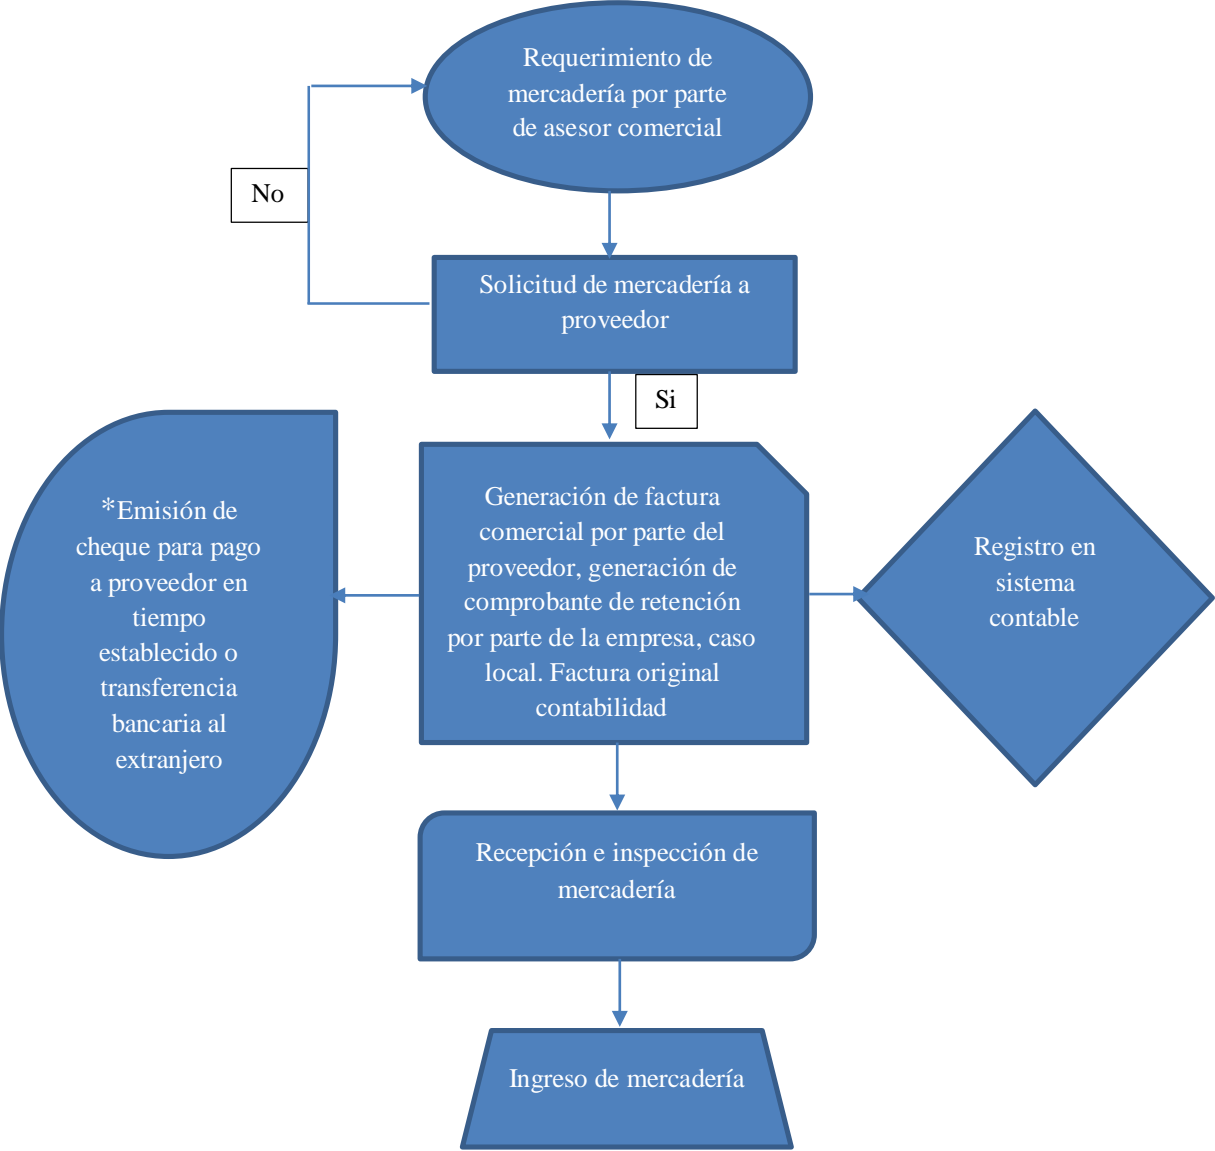 Requerimiento de
mercadería por parte
de asesor comercial
No
Solicitud de mercadería a
proveedor
Si
*Emisión de
cheque para pago
a proveedor en
tiempo
establecido o
transferencia
bancaria al
extranjero
Generación de factura
comercial por parte del
proveedor, generación de
comprobante de retención
por parte de la empresa, caso
local. Factura original
contabilidad
Registro en
sistema
contable
Recepción e inspección de
mercadería
Ingreso de mercadería